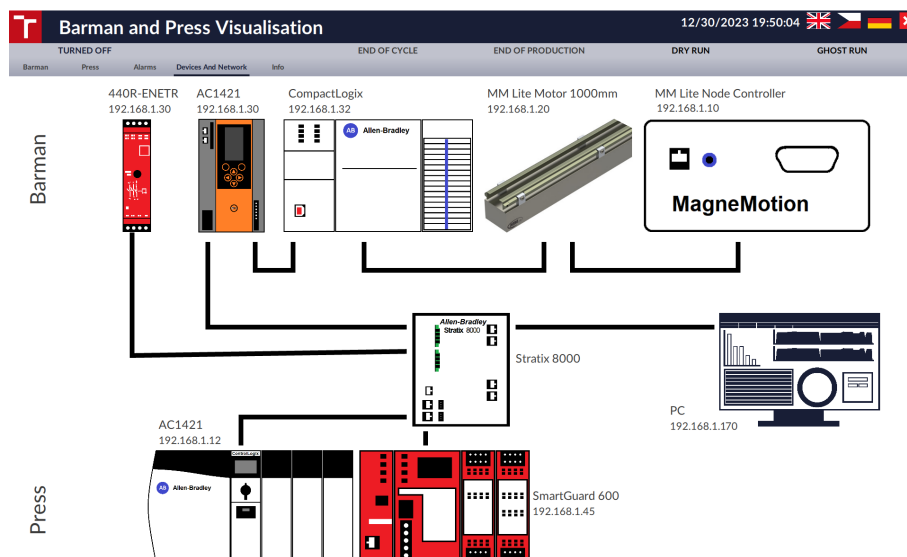 Barman and Press Visualisation
12/30/2023 19:50:04
TURNED OFF
END OF CYCLE
END OF PRODUCTION
DRY RUN
GHOST RUN
Barman
Press
Alarms
Devices And Network
Info
Barman
440R-ENETR
192.168.1.30
AC1421
192.168.1.30
CompactLogix
192.168.1.32
MM Lite Motor 1000mm
192.168.1.20
MM Lite Node Controller
192.168.1.10
AB Allen-Bradley
MagneMotion
Allen-Bradley
Stratix 8000
Stratix 8000
PC
192.168.1.170
Press
AC1421
192.168.1.12
ControlLogix
AB Allen-Bradley
SmartGuard 600
192.168.1.45